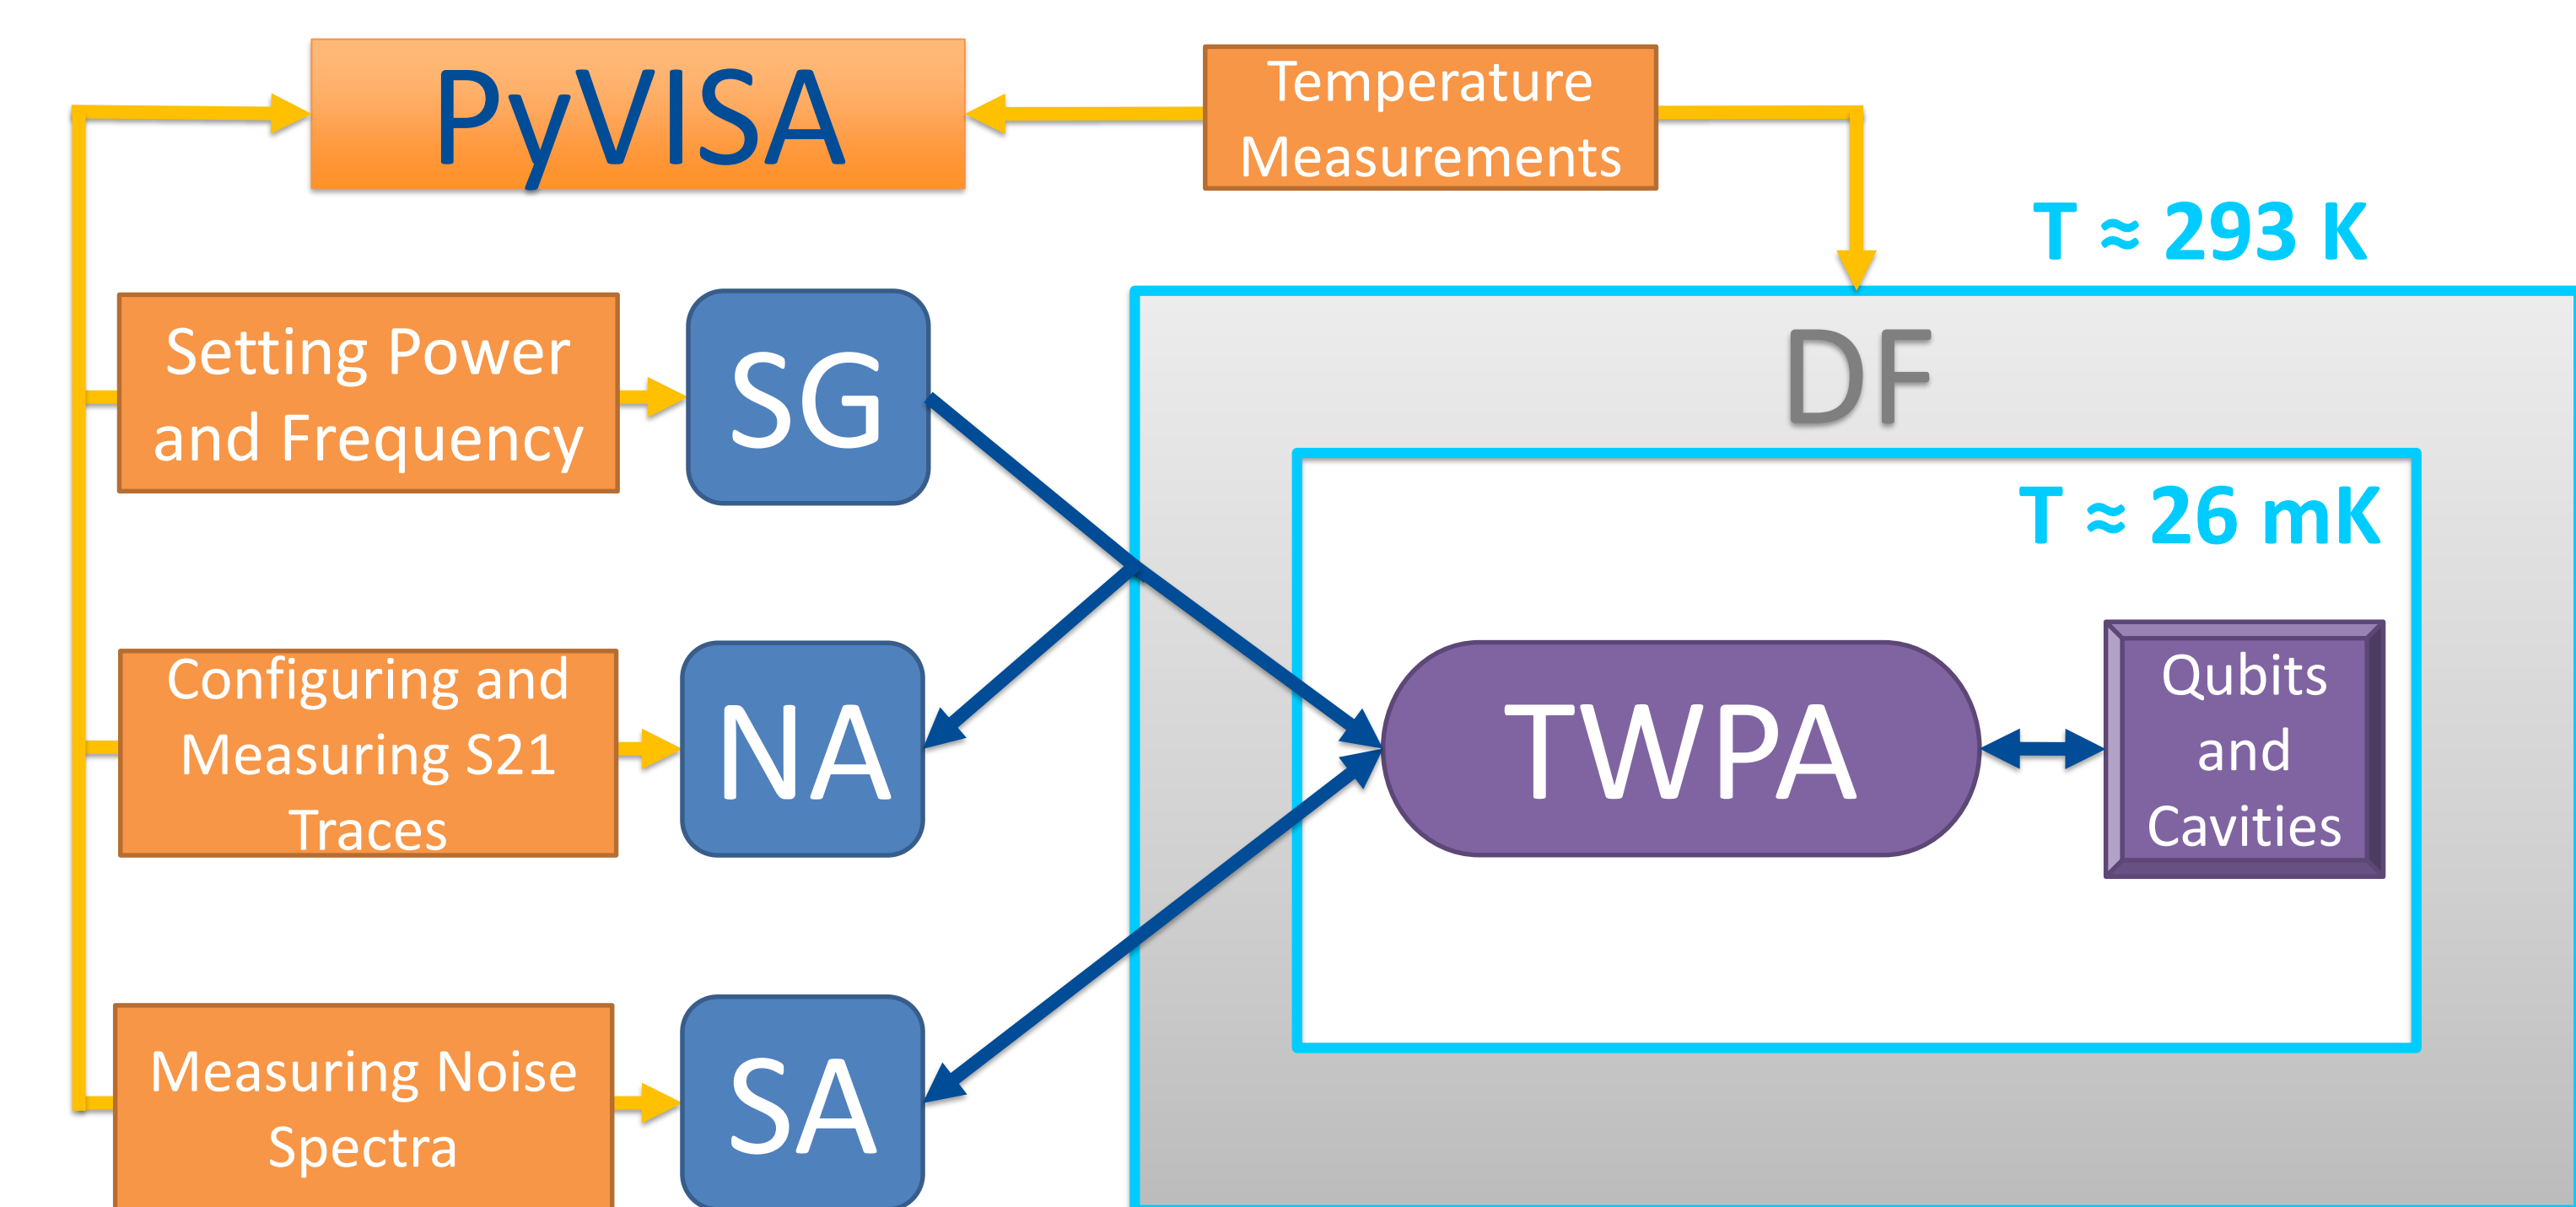 PyVISA
Temperature
Measurements
T ≈ 293 K
Setting Power
and Frequency
SG
DF
T ≈ 26 mK
Configuring and
Measuring S21
Traces
NA
TWPA
Qubits
and
Cavities
Measuring Noise
Spectra
SA